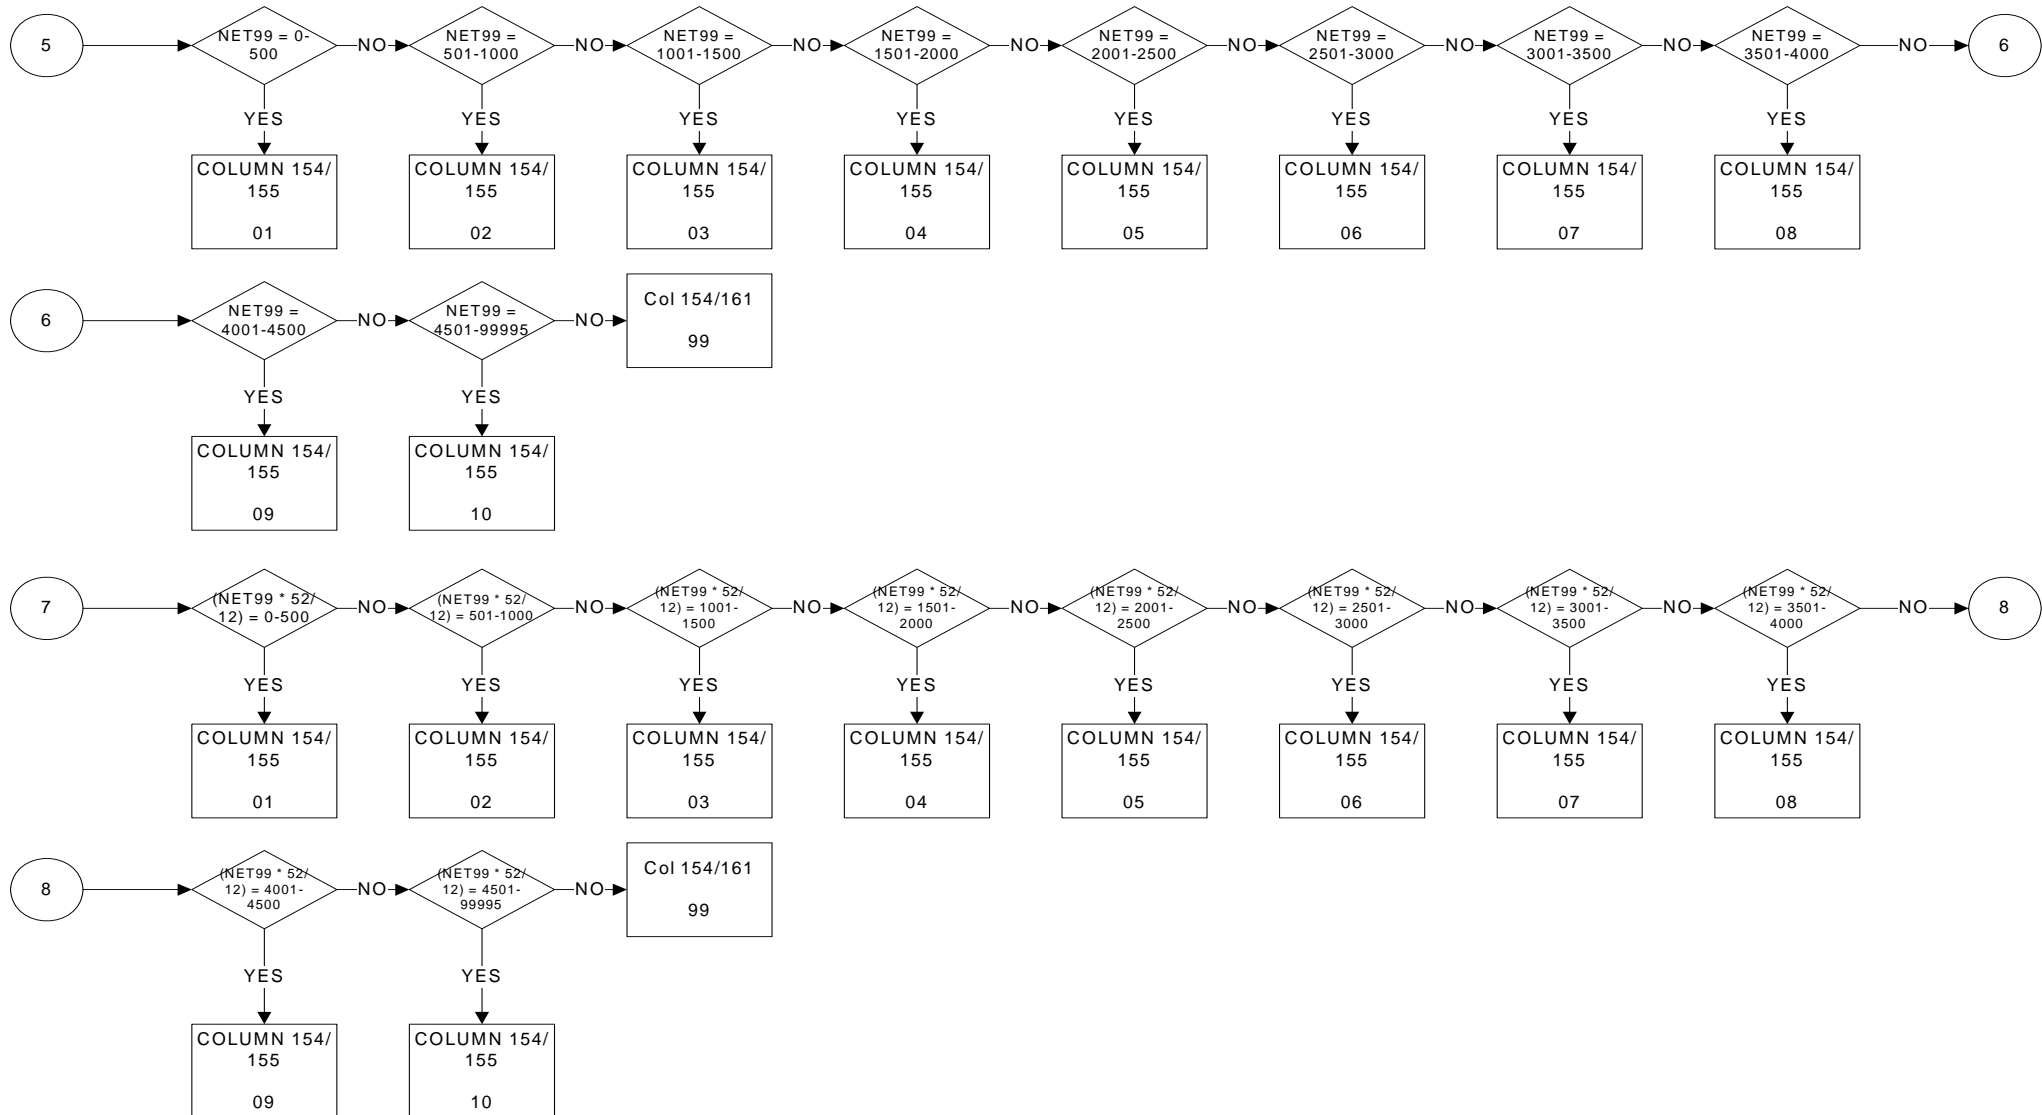 5
NET99 = 0-
500
NO
NET99 =
501-1000
NO
NET99 =
1001-1500
NO
NET99 =
1501-2000
NO
NET99 =
2001-2500
NO
NET99 =
2501-3000
NO
NET99 =
3001-3500
NO
NET99 =
3501-4000
NO
6
YES
YES
YES
YES
YES
YES
YES
YES
COLUMN 154/
155
01
COLUMN 154/
155
02
COLUMN 154/
155
03
COLUMN 154/
155
04
COLUMN 154/
155
05
COLUMN 154/
155
06
COLUMN 154/
155
07
COLUMN 154/
155
08
6
NET99 =
4001-4500
NO
NET99 =
4501-99995
NO
Col 154/161
99
YES
YES
COLUMN 154/
155
09
COLUMN 154/
155
10
7
(NET99 * 52/
12) = 0-500
NO
(NET99 * 52/
12) = 501-1000
NO
(NET99 * 52/
12) = 1001-
1500
NO
(NET99 * 52/
12) = 1501-
2000
NO
(NET99 * 52/
12) = 2001-
2500
NO
(NET99 * 52/
12) = 2501-
3000
NO
(NET99 * 52/
12) = 3001-
3500
NO
(NET99 * 52/
12) = 3501-
4000
NO
8
YES
YES
YES
YES
YES
YES
YES
YES
COLUMN 154/
155
01
COLUMN 154/
155
02
COLUMN 154/
155
03
COLUMN 154/
155
04
COLUMN 154/
155
05
COLUMN 154/
155
06
COLUMN 154/
155
07
COLUMN 154/
155
08
8
(NET99 * 52/
12) = 4001-
4500
NO
(NET99 * 52/
12) = 4501-
99995
NO
Col 154/161
99
YES
YES
COLUMN 154/
155
09
COLUMN 154/
155
10